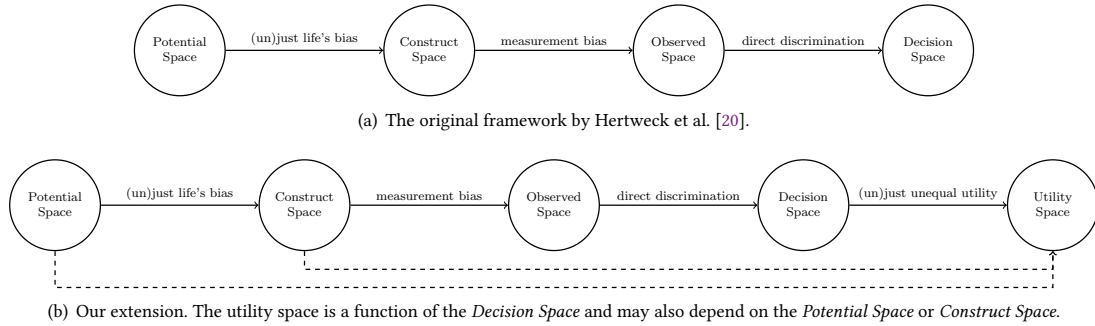 Potential
Space
(un)just life's bias
Construct
Space
measurement bias
Observed
Space
direct discrimination
Decision
Space
(a) The original framework by Hertweck et al. [20].
Potential
Space
(un)just life's bias
Construct
Space
measurement bias
Observed
Space
direct discrimination
Decision
Space
(un)just unequal utility
Utility
Space
(b) Our extension. The utility space is a function of the Decision Space and may also depend on the Potential Space or Construct Space.